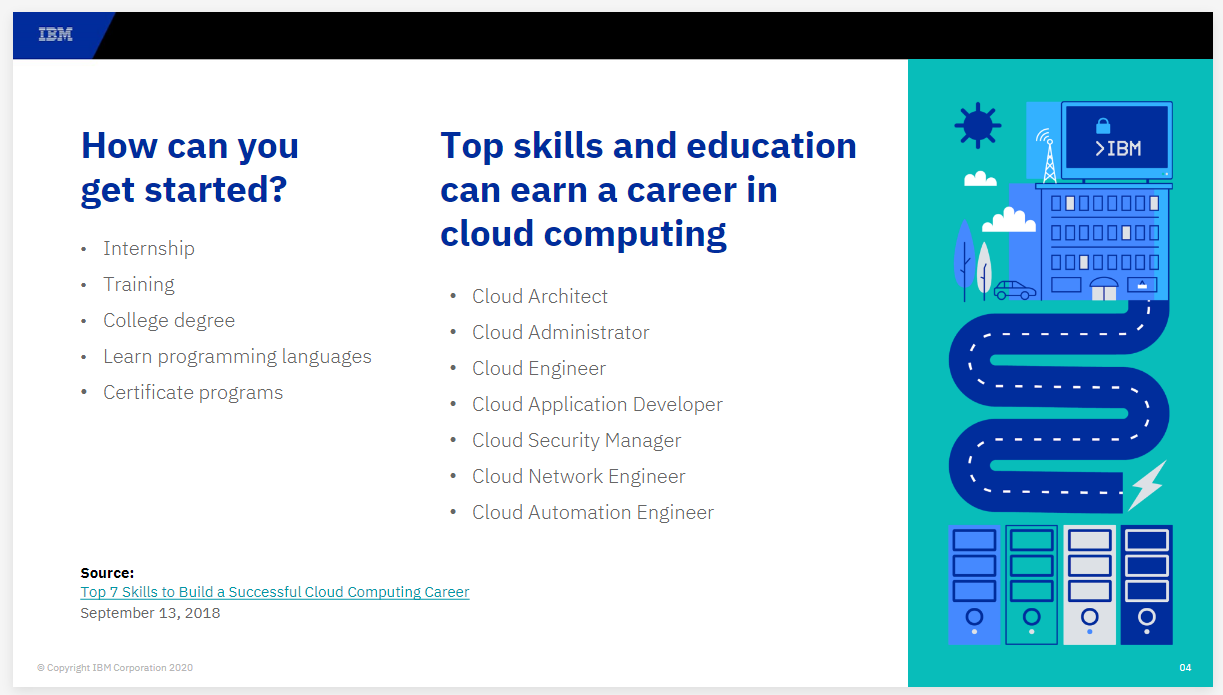 IBM
How can you
get started?
• Internship
• Training
• College degree
• Learn programming languages
• Certificate programs
Top skills and education
can earn a career in
cloud computing
• Cloud Architect
• Cloud Administrator
• Cloud Engineer
• Cloud Application Developer
• Cloud Security Manager
• Cloud Network Engineer
• Cloud Automation Engineer
>IBM
Source:
Top 7 Skills to Build a Successful Cloud Computing Career
September 13, 2018
© Copyright IBM Corporation 2020
04